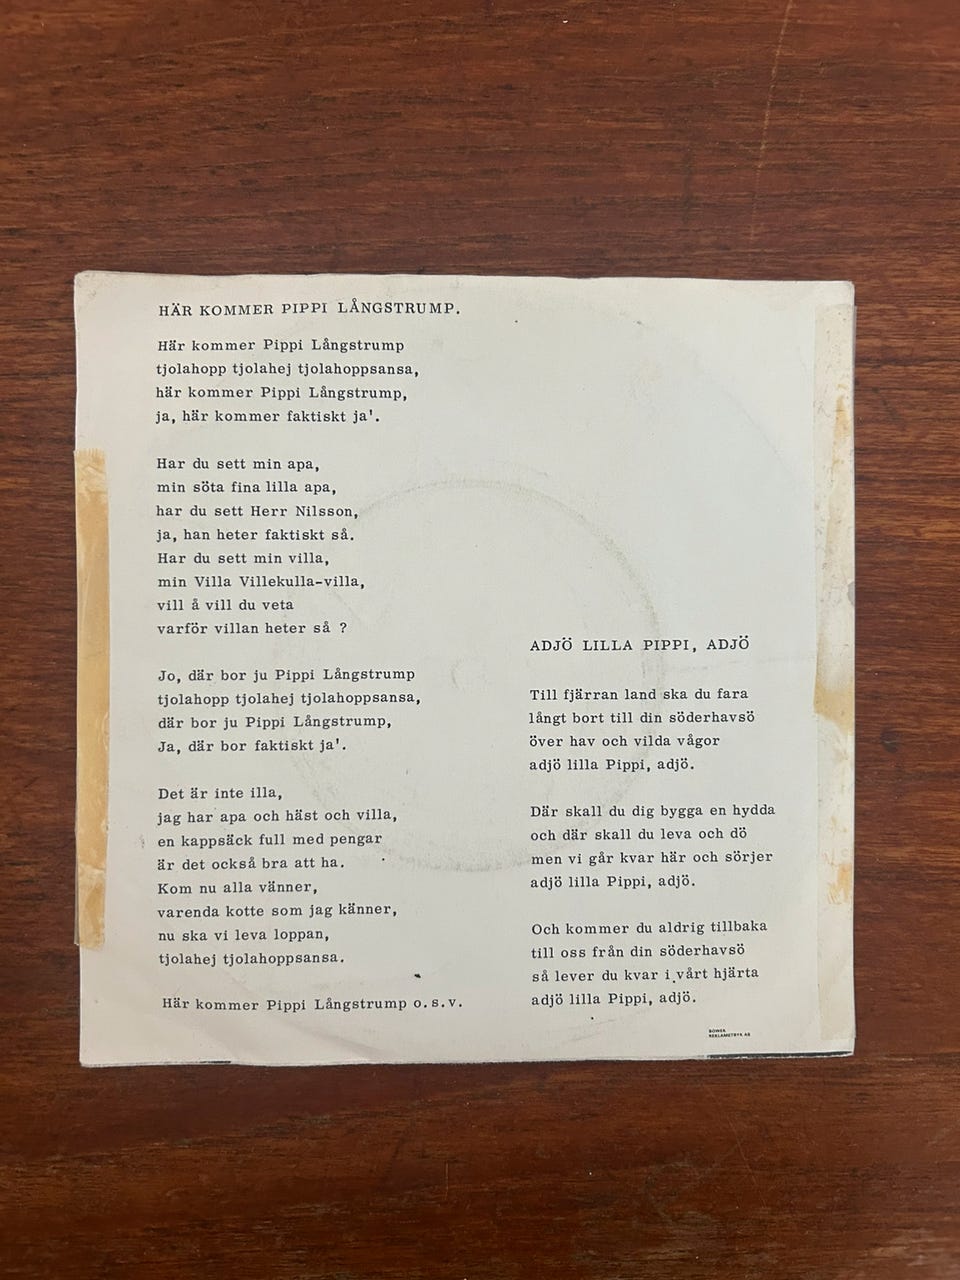 HÄR KOMMER PIPPI LÅNGSTRUMP.
Här kommer Pippi Långstrump
tjolahopp tjolahej tjolahoppsansa,
här kommer Pippi Långstrump,
ja, här kommer faktiskt ja'.
Har du sett min apa,
min söta fina lilla apa,
har du sett Herr Nilsson,
ja, han heter faktiskt så.
Har du sett min villa,
min Villa Villekulla-villa,
vill å vill du veta
varför villan heter så ?
Jo, där bor ju Pippi Långstrump
tjolahopp tjolahej tjolahoppsansa,
där bor ju Pippi Långstrump,
Ja, där bor faktiskt ja'.
Det är inte illa,
jag har apa och häst och villa,
en kappsäck full med pengar
är det också bra att ha.
Kom nu alla vänner,
varenda kotte som jag känner,
nu ska vi leva loppan,
tjolahej tjolahoppsansa.
Här kommer Pippi Långstrump o.s.v.
ADJÖ LILLA PIPPI, ADJÖ
Till fjärran land ska du fara
långt bort till din söderhavsö
över hav och vilda vågor
adjö lilla Pippi, adjö.
Där skall du dig bygga en hydda
och där skall du leva och dö
men vi går kvar här och sörjer
adjö lilla Pippi, adjö.
Och kommer du aldrig tillbaka
till oss från din söderhavsö
så lever du kvar i vårt hjärta
adjö lilla Pippi, adjö.